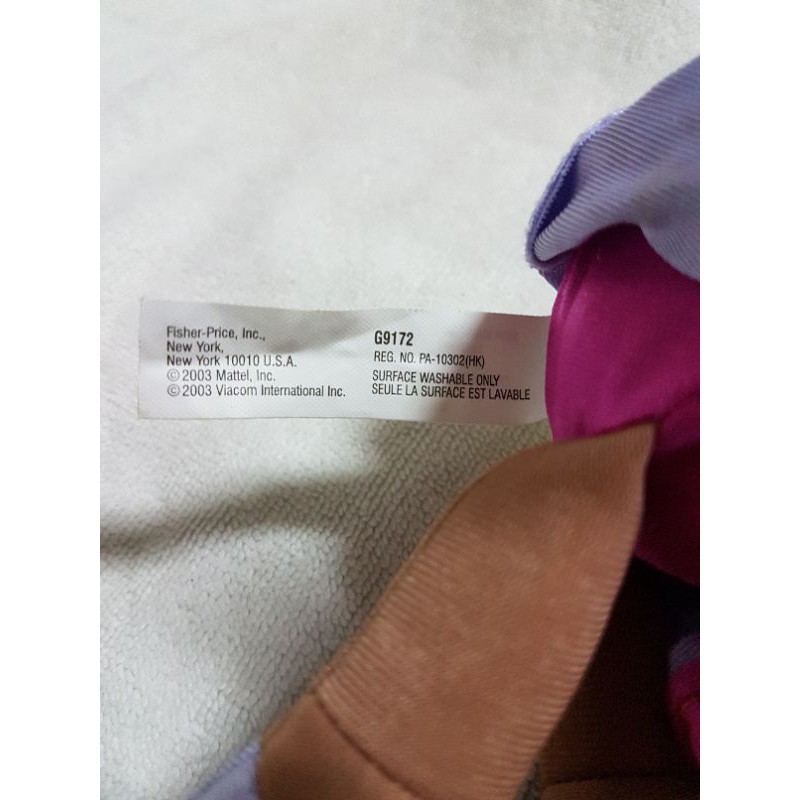 Fisher-Price, Inc.,
New York,
New York 10010 U.S.A.
©2003 Mattel, Inc.
©2003 Viacom International Inc.
G9172
REG. NO. PA-10302(HK)
SURFACE WASHABLE ONLY
SEULE LA SURFACE EST LAVABLE